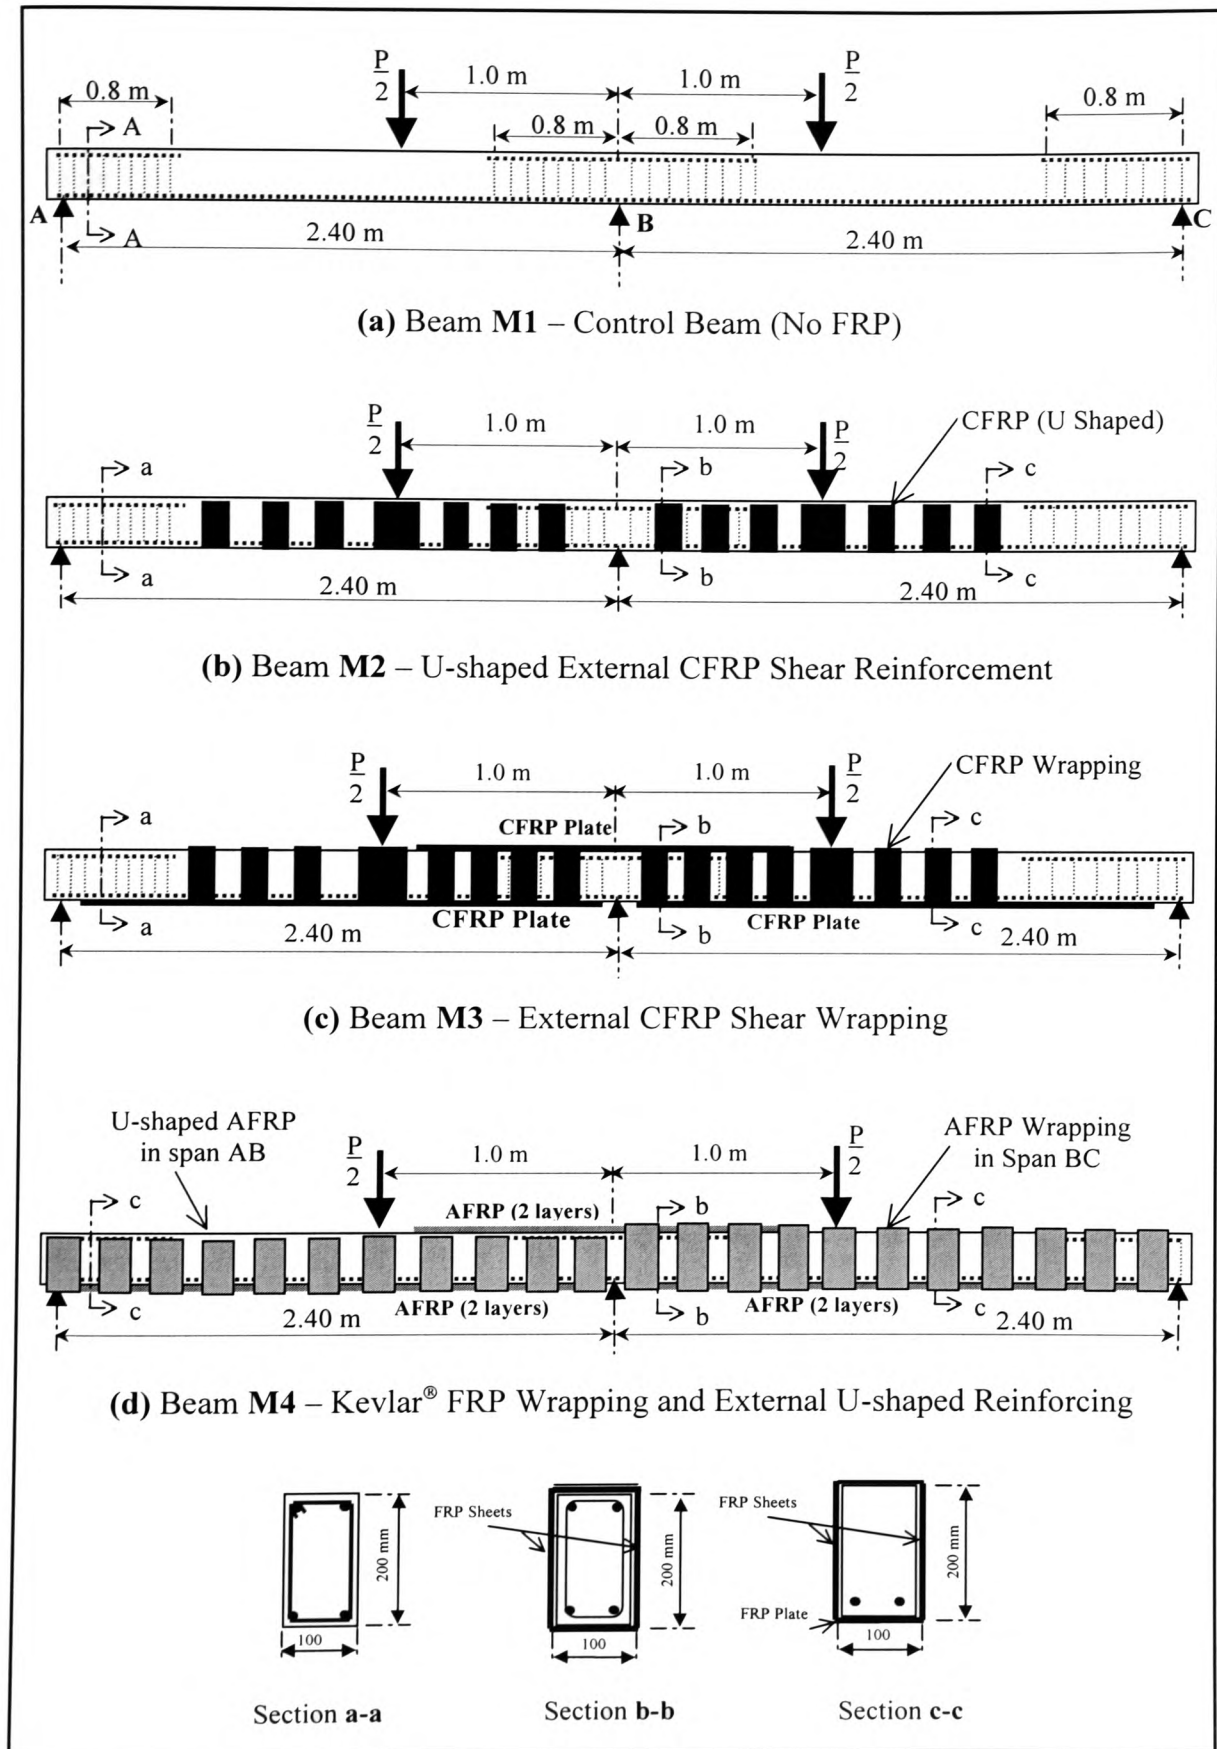 P
2
1.0 m
1.0 m
P
2
0.8 m
0.8 m
0.8 m
0.8 m
A
A
A
B
C
2.40 m
2.40 m
(a) Beam M1 – Control Beam (No FRP)
P
2
1.0 m
1.0 m
P
2
CFRP (U Shaped)
a
b
c
a
b
c
2.40 m
2.40 m
(b) Beam M2 – U-shaped External CFRP Shear Reinforcement
P
2
1.0 m
1.0 m
P
2
CFRP Wrapping
CFRP Plate
a
b
c
a
CFRP Plate
b
CFRP Plate
c
2.40 m
2.40 m
(c) Beam M3 – External CFRP Shear Wrapping
U-shaped AFRP
in span AB
P
2
1.0 m
1.0 m
P
2
AFRP Wrapping
in Span BC
AFRP (2 layers)
c
b
c
c
AFRP (2 layers)
b
AFRP (2 layers)
c
2.40 m
2.40 m
(d) Beam M4 – Kevlar® FRP Wrapping and External U-shaped Reinforcing
200 mm
100
FRP Sheets
200 mm
100
FRP Sheets
FRP Plate
200 mm
100
Section a-a
Section b-b
Section c-c